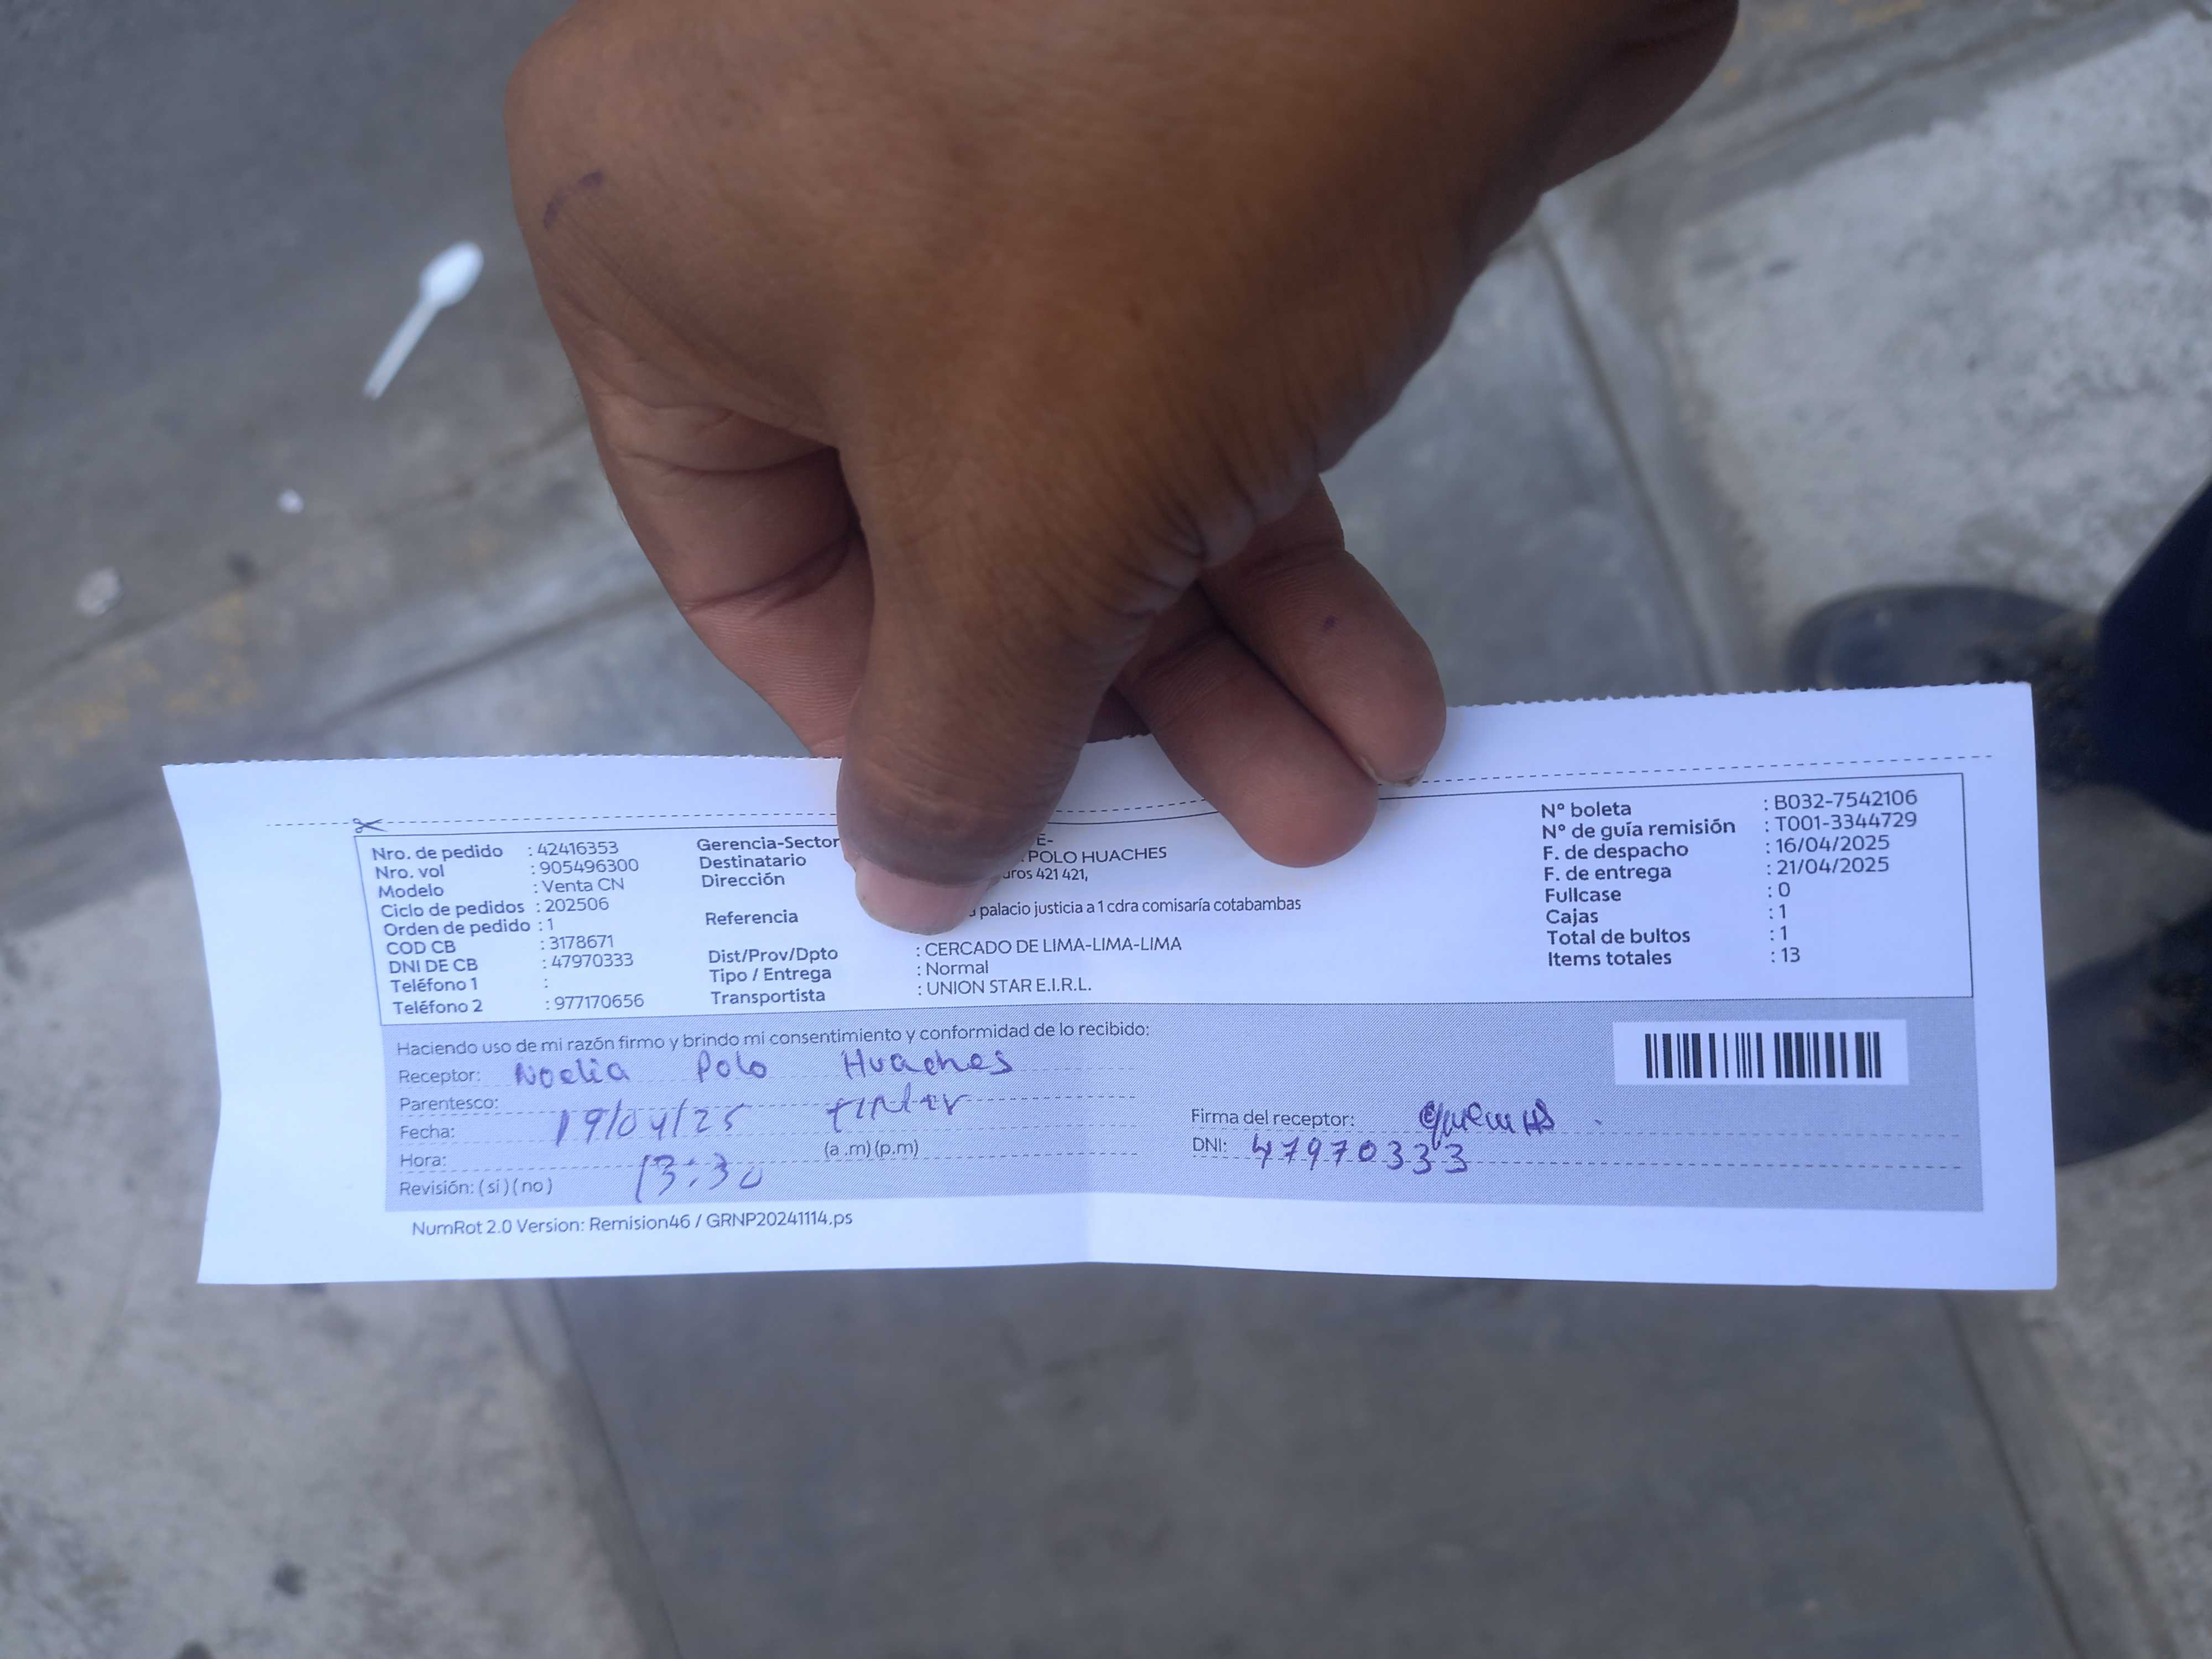 Nro. de pedido : 42416353
Nro. vol : 905496300
Modelo : Venta CN
Ciclo de pedidos : 202506
Orden de pedido : 1
COD CB : 3178671
DNI DE CB : 47970333
Teléfono 1 :
Teléfono 2 : 977170656
Gerencia-Sector E-
Destinatario POLO HUACHES
Dirección uros 421 421,
Referencia palacio justicia a 1 cdra comisaría cotabambas
Dist/Prov/Dpto : CERCADO DE LIMA-LIMA-LIMA
Tipo / Entrega : Normal
Transportista : UNION STAR E.I.R.L.
N° boleta : B032-7542106
N° de guía remisión : T001-3344729
F. de despacho : 16/04/2025
F. de entrega : 21/04/2025
Fullcase : 0
Cajas : 1
Total de bultos : 1
Items totales : 13
Haciendo uso de mi razón firmo y brindo mi consentimiento y conformidad de lo recibido:
Receptor: Noelia Polo Huaches
Parentesco:
Fecha: 19/04/25
Hora: 13:30 (a .m) (p.m)
Revisión: ( si ) ( no )
Firma del receptor:
DNI: 47970333
NumRot 2.0 Version: Remision46 / GRNP20241114.ps